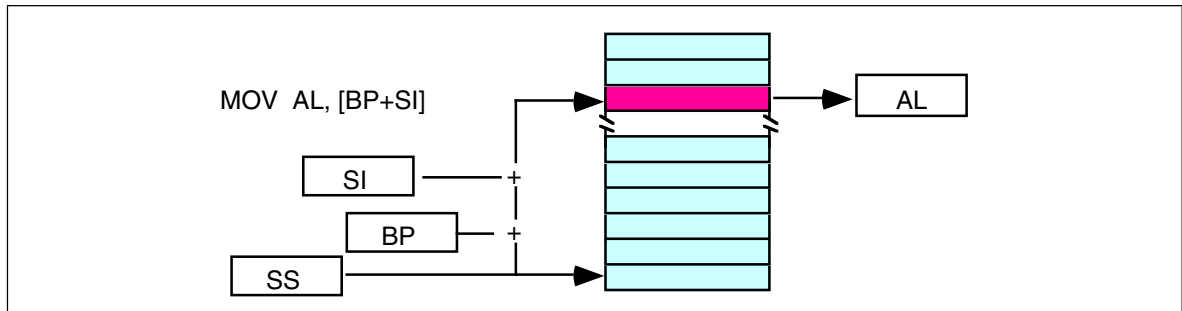 MOV AL, [BP+SI]
AL
SI
+
BP
+
SS